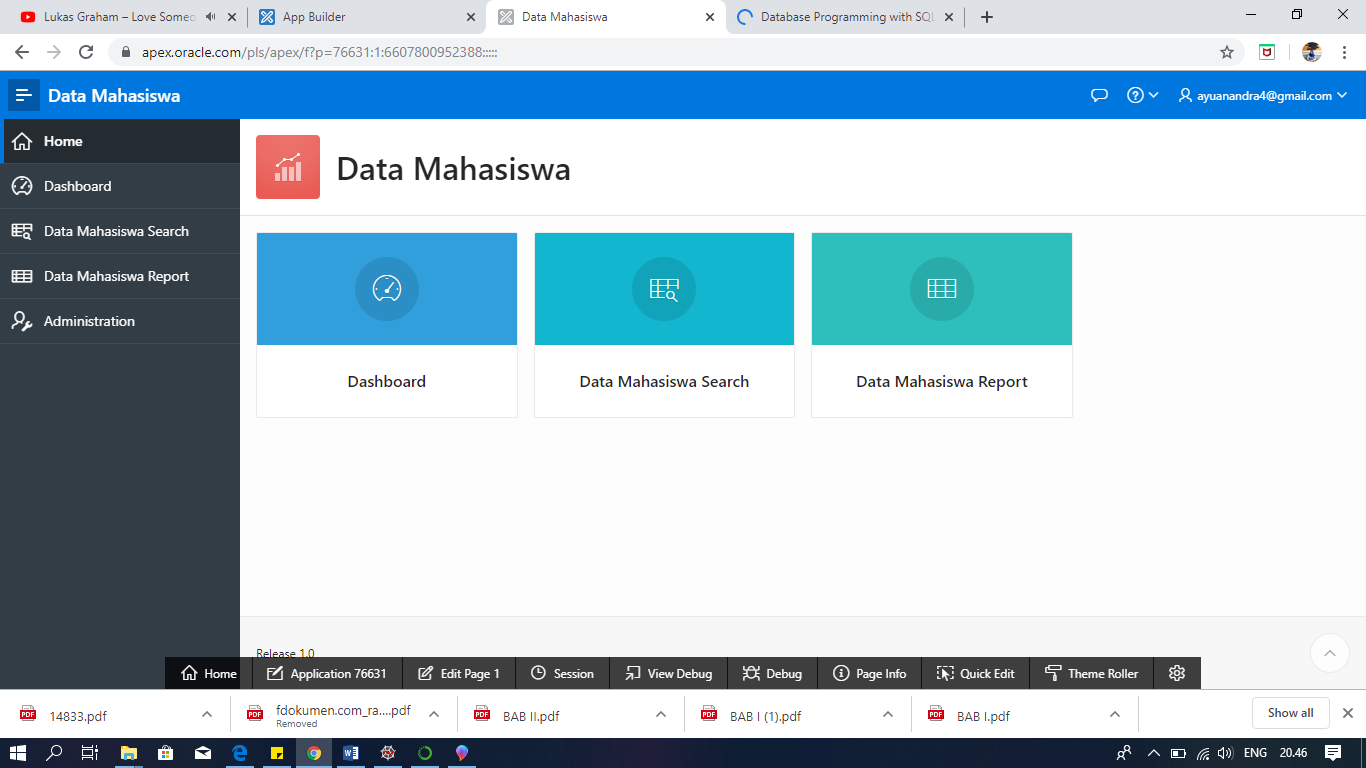 Lukas Graham – Love Someo
App Builder
Data Mahasiswa
Database Programming with SQL
apex.oracle.com/pls/apex/f?p=76631:1:6607800952388:::::
Data Mahasiswa
ayuanandra4@gmail.com
Home
Dashboard
Data Mahasiswa Search
Data Mahasiswa Report
Administration
Data Mahasiswa
Dashboard
Data Mahasiswa Search
Data Mahasiswa Report
Release 1.0
Home
Application 76631
Edit Page 1
Session
View Debug
Debug
Page Info
Quick Edit
Theme Roller
14833.pdf
fdokumen.com_ra....pdf
Removed
BAB II.pdf
BAB I (1).pdf
BAB I.pdf
Show all
ENG
20.46